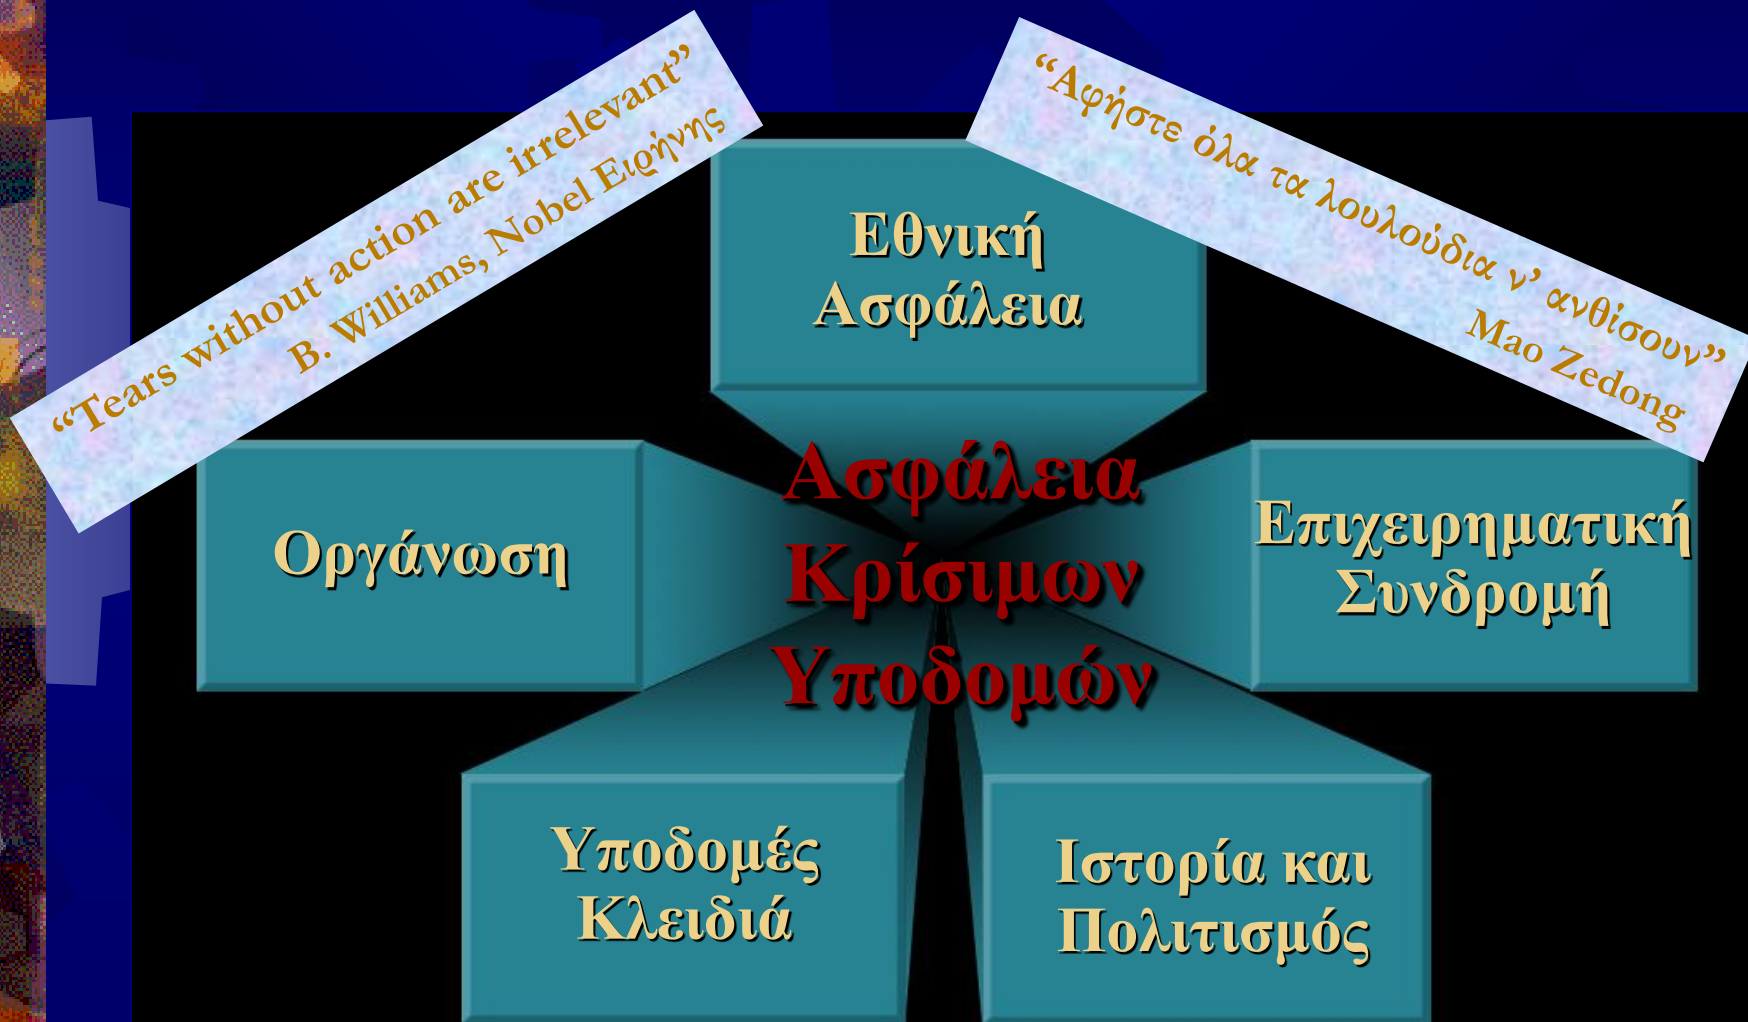 “Tears without action are irrelevant”
B. Williams, Nobel Ειρήνης
“Αφήστε όλα τα λουλούδια ν’ ανθίσουν”
Mao Zedong
Εθνική
Ασφάλεια
Ασφάλεια
Κρίσιμων
Υποδομών
Οργάνωση
Επιχειρηματική
Συνδρομή
Υποδομές
Κλειδιά
Ιστορία και
Πολιτισμός